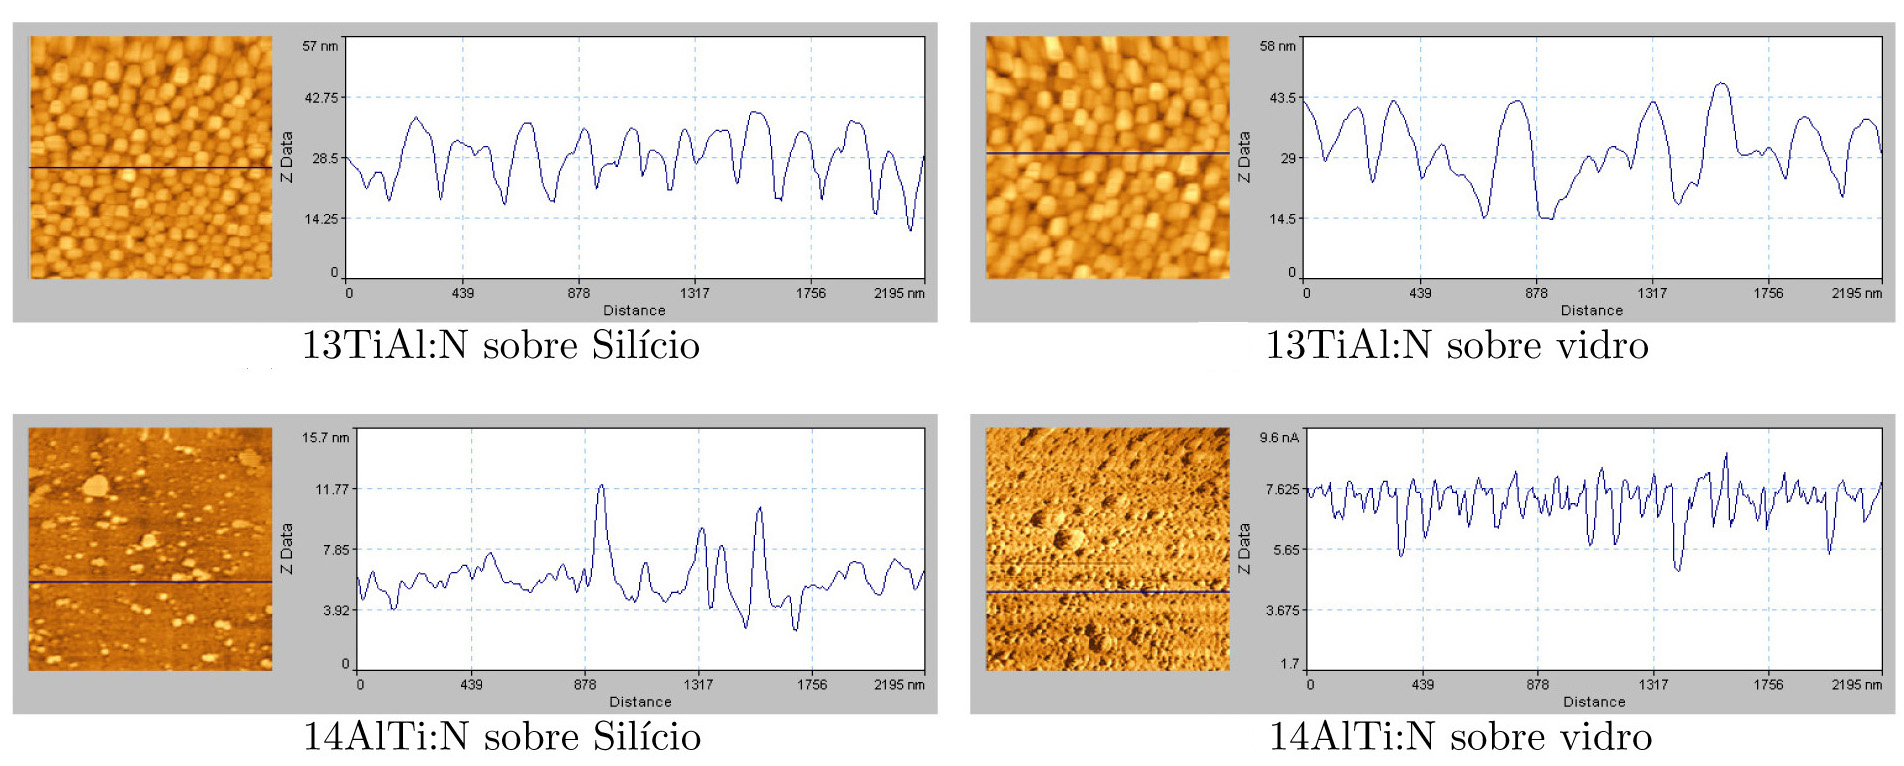 57 nm
42.75
28.5
14.25
0
Z Data
0 439 878 1317 1756 2195 nm
Distance
13TiAl:N sobre Silício
58 nm
43.5
29
14.5
0
Z Data
0 439 878 1317 1756 2195 nm
Distance
13TiAl:N sobre vidro
15.7 nm
11.77
7.85
3.92
0
Z Data
0 439 878 1317 1756 2195 nm
Distance
14AlTi:N sobre Silício
9.6 nA
7.625
5.65
3.675
1.7
Z Data
0 439 878 1317 1756 2195 nm
Distance
14AlTi:N sobre vidro